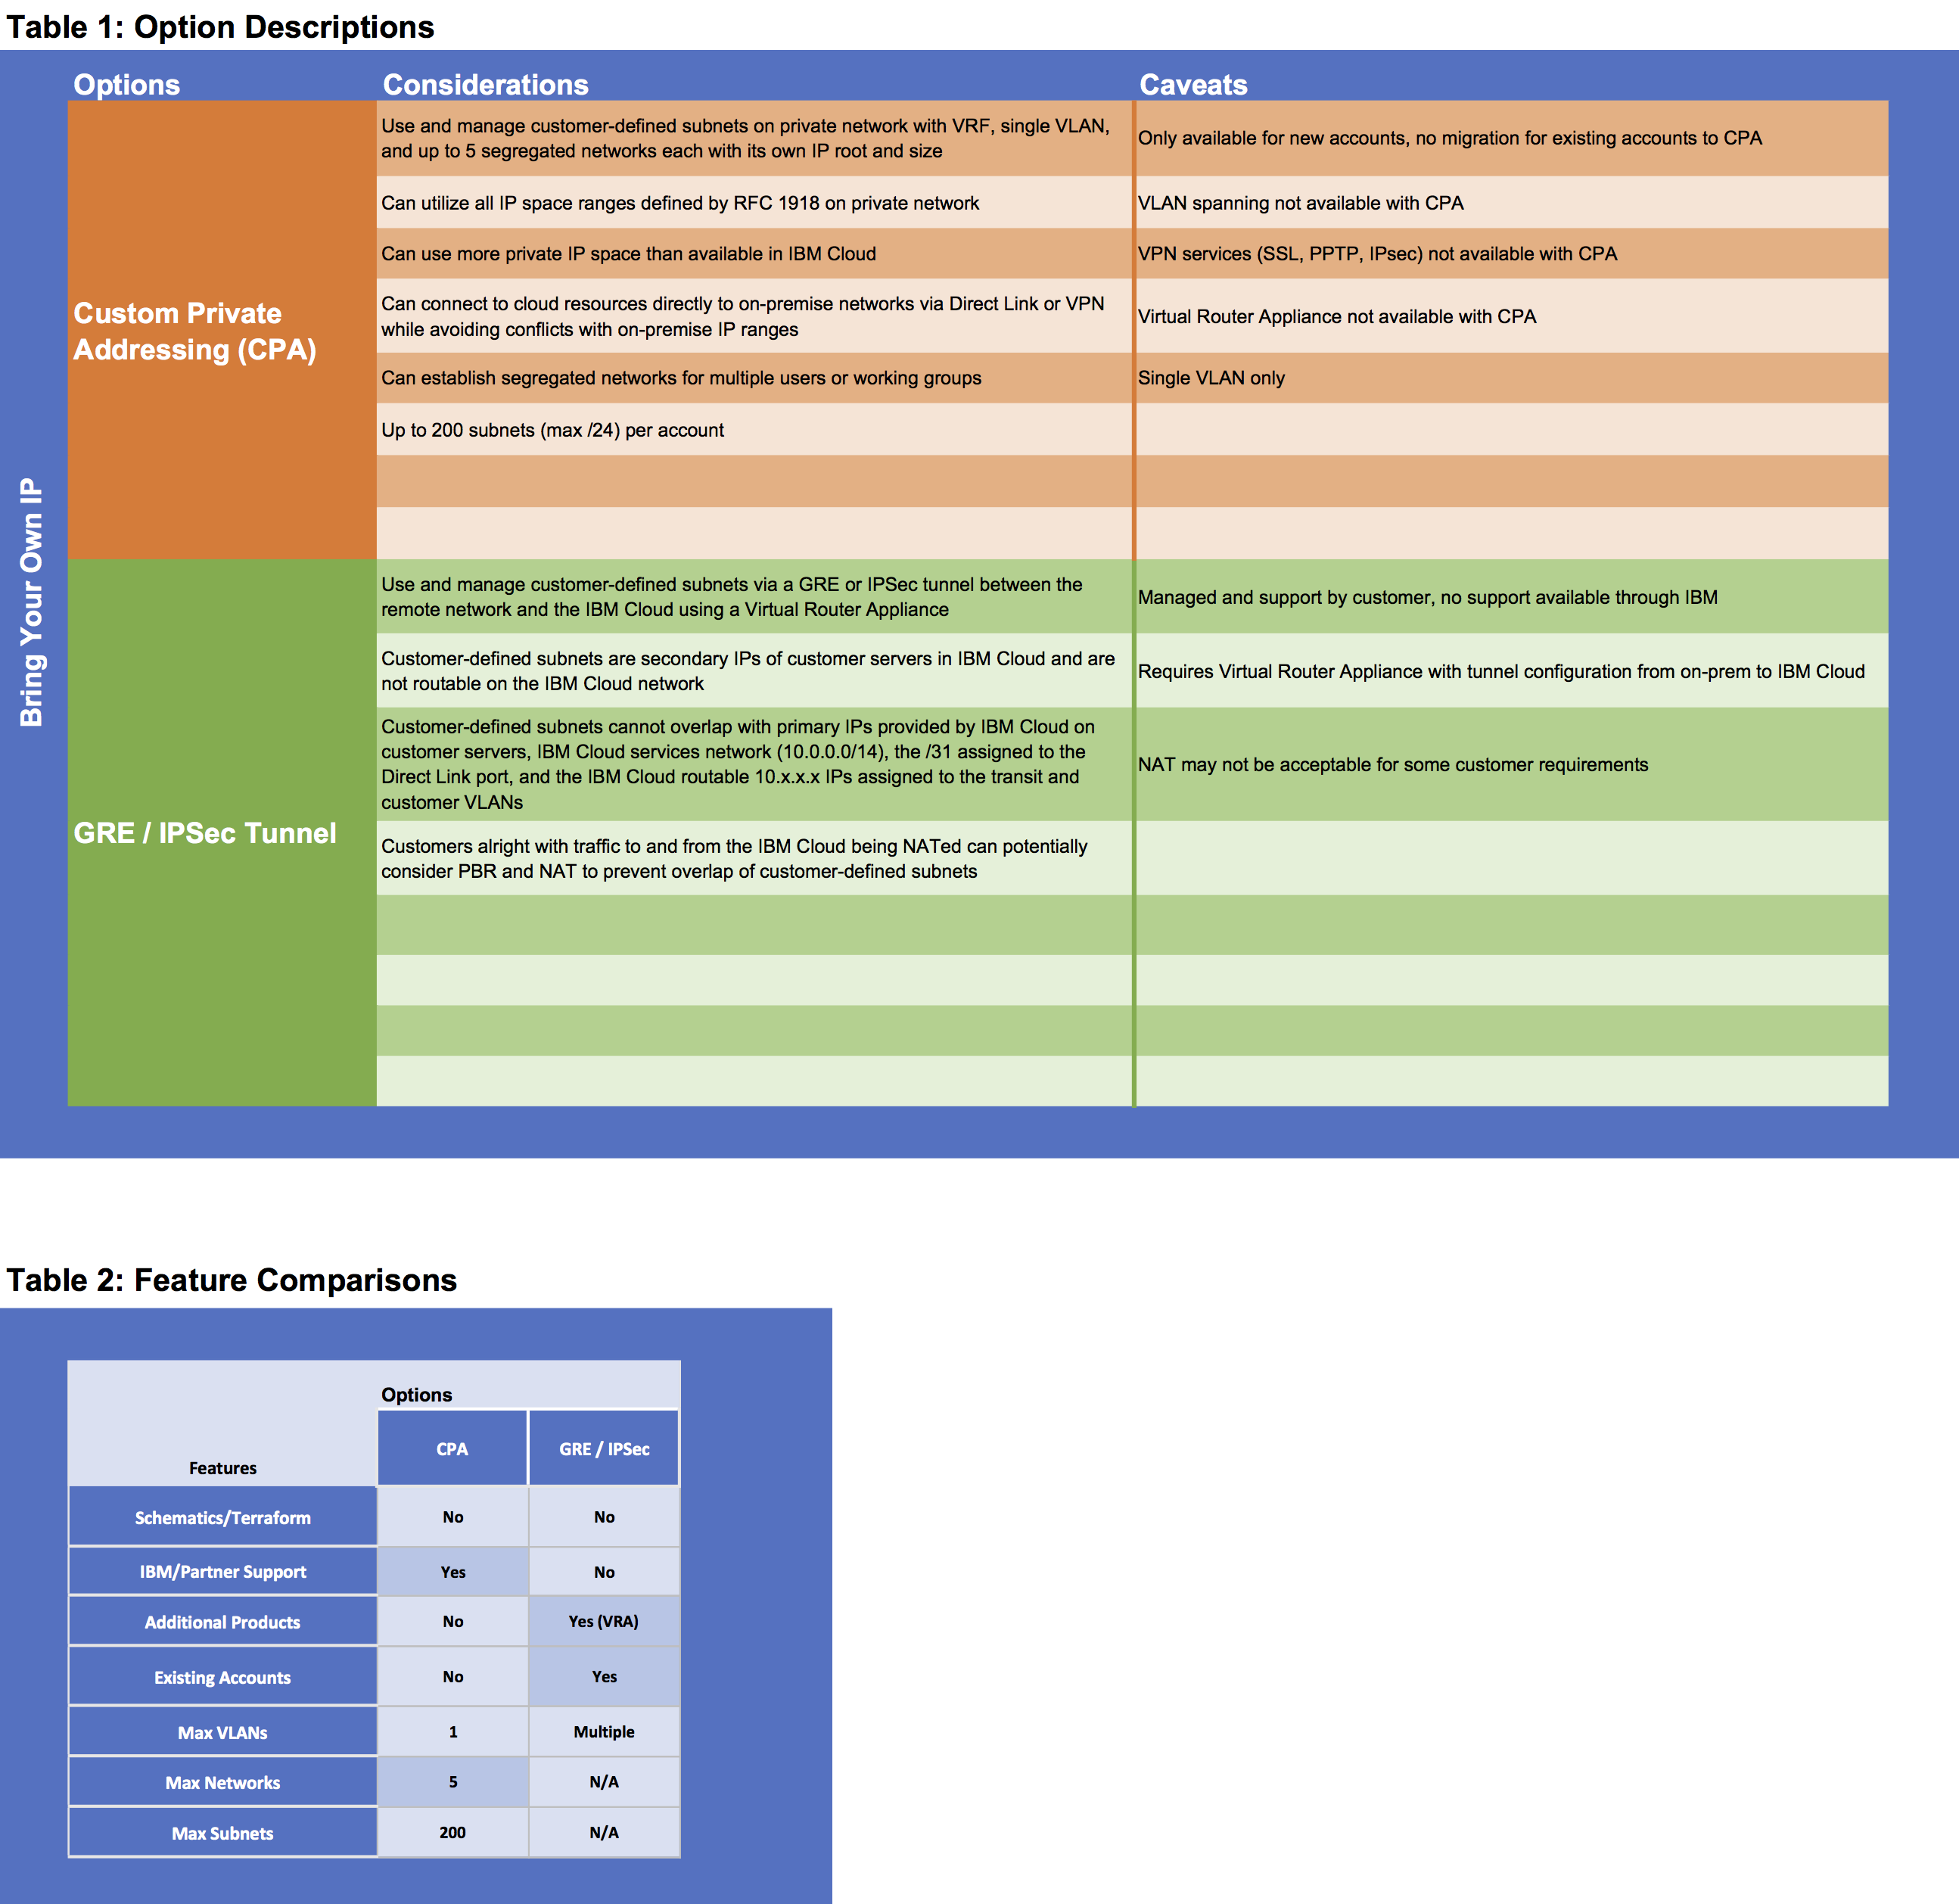 Table 1: Option Descriptions
Options
Considerations
Caveats
Bring Your Own IP
Custom Private
Addressing (CPA)
Use and manage customer-defined subnets on private network with VRF, single VLAN,
and up to 5 segregated networks each with its own IP root and size
Only available for new accounts, no migration for existing accounts to CPA
Can utilize all IP space ranges defined by RFC 1918 on private network
VLAN spanning not available with CPA
Can use more private IP space than available in IBM Cloud
VPN services (SSL, PPTP, IPsec) not available with CPA
Can connect to cloud resources directly to on-premise networks via Direct Link or VPN
while avoiding conflicts with on-premise IP ranges
Virtual Router Appliance not available with CPA
Can establish segregated networks for multiple users or working groups
Single VLAN only
Up to 200 subnets (max /24) per account
GRE / IPSec Tunnel
Use and manage customer-defined subnets via a GRE or IPSec tunnel between the
remote network and the IBM Cloud using a Virtual Router Appliance
Managed and support by customer, no support available through IBM
Customer-defined subnets are secondary IPs of customer servers in IBM Cloud and are
not routable on the IBM Cloud network
Requires Virtual Router Appliance with tunnel configuration from on-prem to IBM Cloud
Customer-defined subnets cannot overlap with primary IPs provided by IBM Cloud on
customer servers, IBM Cloud services network (10.0.0.0/14), the /31 assigned to the
Direct Link port, and the IBM Cloud routable 10.x.x.x IPs assigned to the transit and
customer VLANs
NAT may not be acceptable for some customer requirements
Customers alright with traffic to and from the IBM Cloud being NATed can potentially
consider PBR and NAT to prevent overlap of customer-defined subnets
Table 2: Feature Comparisons
Options
Features
CPA
GRE / IPSec
Schematics/Terraform
No
No
IBM/Partner Support
Yes
No
Additional Products
No
Yes (VRA)
Existing Accounts
No
Yes
Max VLANs
1
Multiple
Max Networks
5
N/A
Max Subnets
200
N/A